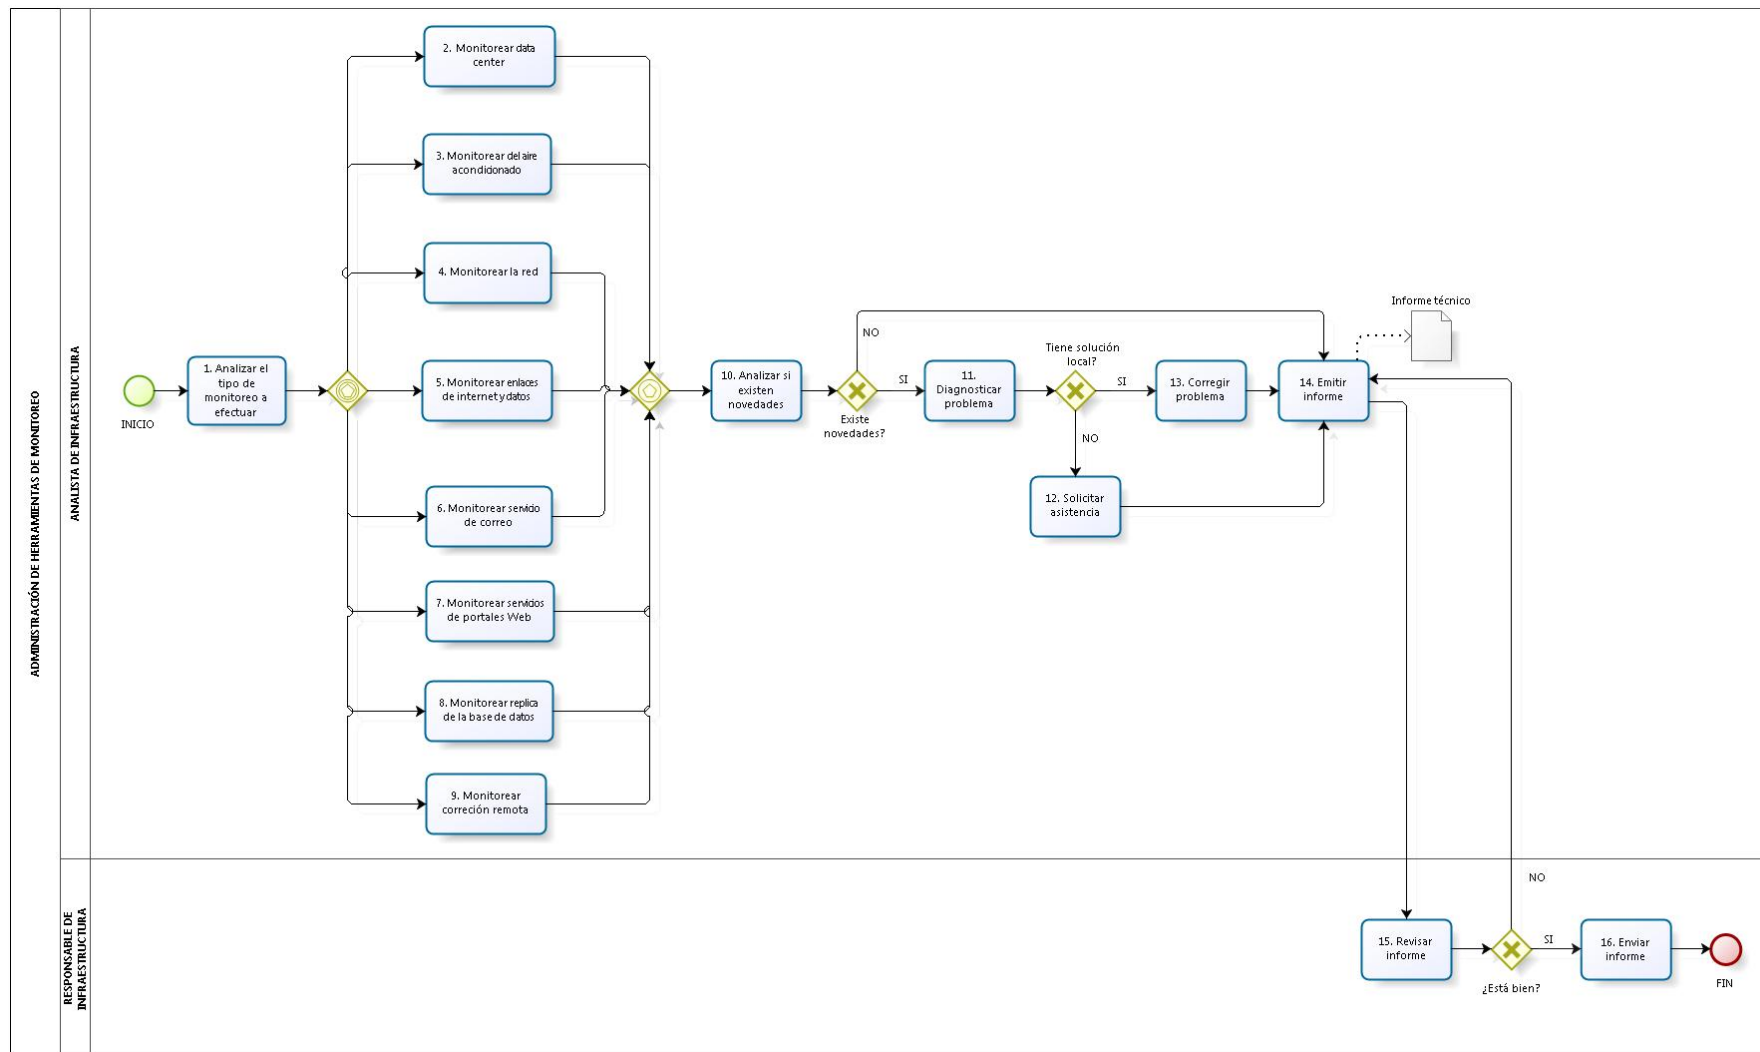 ADMINISTRACIÓN DE HERRAMIENTAS DE MONITOREO
ANALISTA DE INFRAESTRUCTURA
INICIO
1. Analizar el
tipo de
monitoreo a
efectuar
2. Monitorear data
center
3. Monitorear del aire
acondicionado
4. Monitorear la red
5. Monitorear enlaces
de internet y datos
6. Monitorear servicio
de correo
7. Monitorear servicios
de portales Web
8. Monitorear replica
de la base de datos
9. Monitorear
correción remota
10. Analizar si
existen
novedades
NO
SI
Existe
novedades?
11.
Diagnosticar
problema
Tiene solución
local?
SI
NO
12. Solicitar
asistencia
13. Corregir
problema
14. Emitir
informe
Informe técnico
RESPONSABLE DE
INFRAESTRUCTURA
15. Revisar
informe
NO
SI
¿Está bien?
16. Enviar
informe
FIN